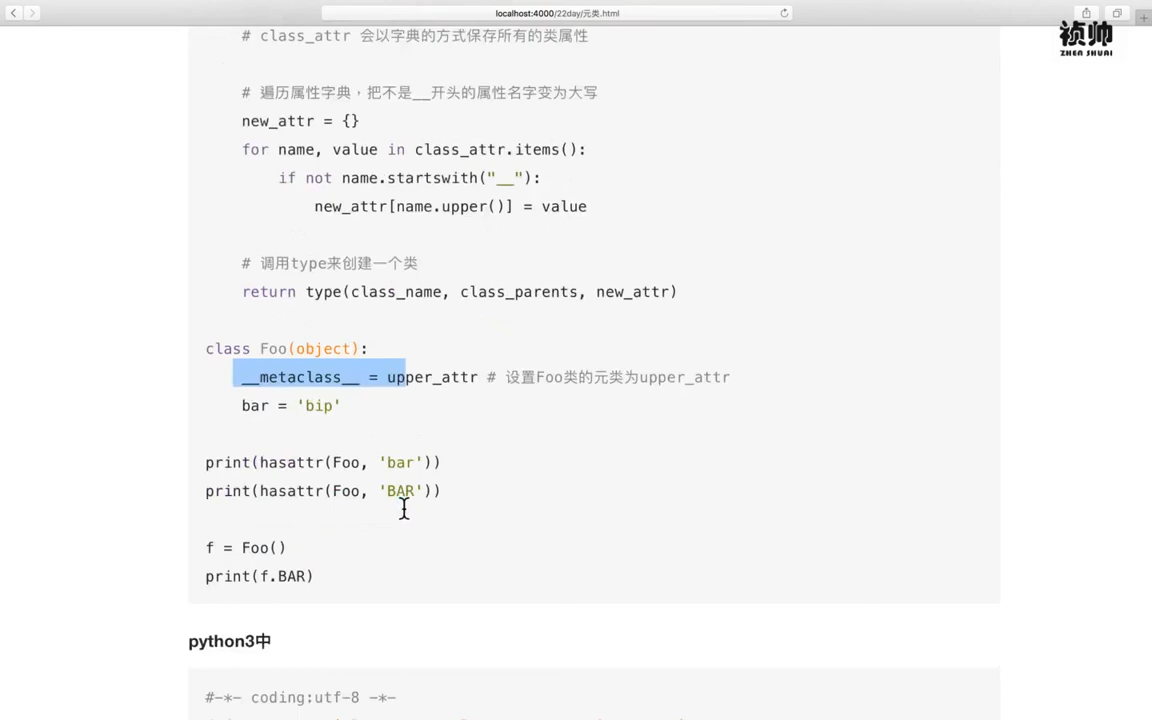 localhost:4000/22day/元类.html
祯帅
ZHEN SHUAI
# class_attr 会以字典的方式保存所有的类属性
# 遍历属性字典，把不是__开头的属性名字变为大写
new_attr = {}
for name, value in class_attr.items():
if not name.startswith("__"):
new_attr[name.upper()] = value
# 调用type来创建一个类
return type(class_name, class_parents, new_attr)
class Foo(object):
__metaclass__ = upper_attr # 设置Foo类的元类为upper_attr
bar = 'bip'
print(hasattr(Foo, 'bar'))
print(hasattr(Foo, 'BAR'))
f = Foo()
print(f.BAR)
python3中
#-*- coding:utf-8 -*-